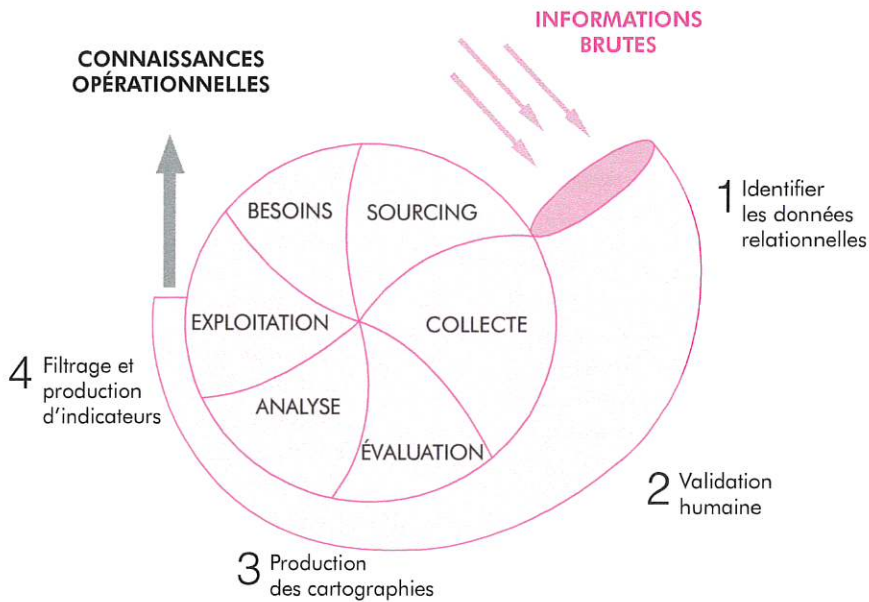 INFORMATIONS
BRUTES
CONNAISSANCES
OPÉRATIONNELLES
1 Identifier
les données
relationnelles
BESOINS
SOURCING
EXPLOITATION
COLLECTE
ANALYSE
ÉVALUATION
4 Filtrage et
production
d'indicateurs
2 Validation
humaine
3 Production
des cartographies